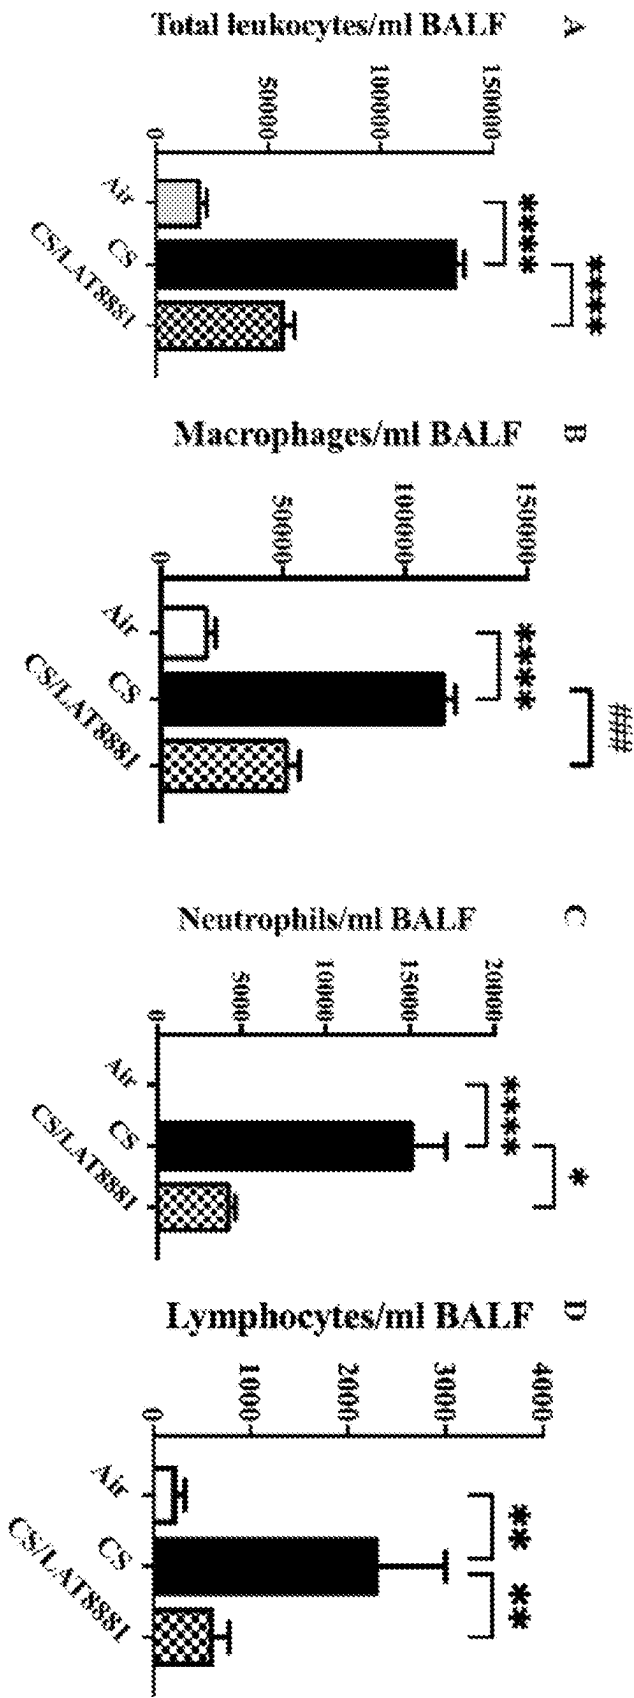 A
Total leukocytes/ml BALF
150000
100000
50000
0
****
****
Air
CS
CS/LAT8881
B
Macrophages/ml BALF
150000
100000
50000
0
****
###
Air
CS
CS/LAT8881
C
Neutrophils/ml BALF
20000
15000
10000
5000
0
****
*
Air
CS
CS/LAT8881
D
Lymphocytes/ml BALF
4000
3000
2000
1000
0
**
**
Air
CS
CS/LAT8881